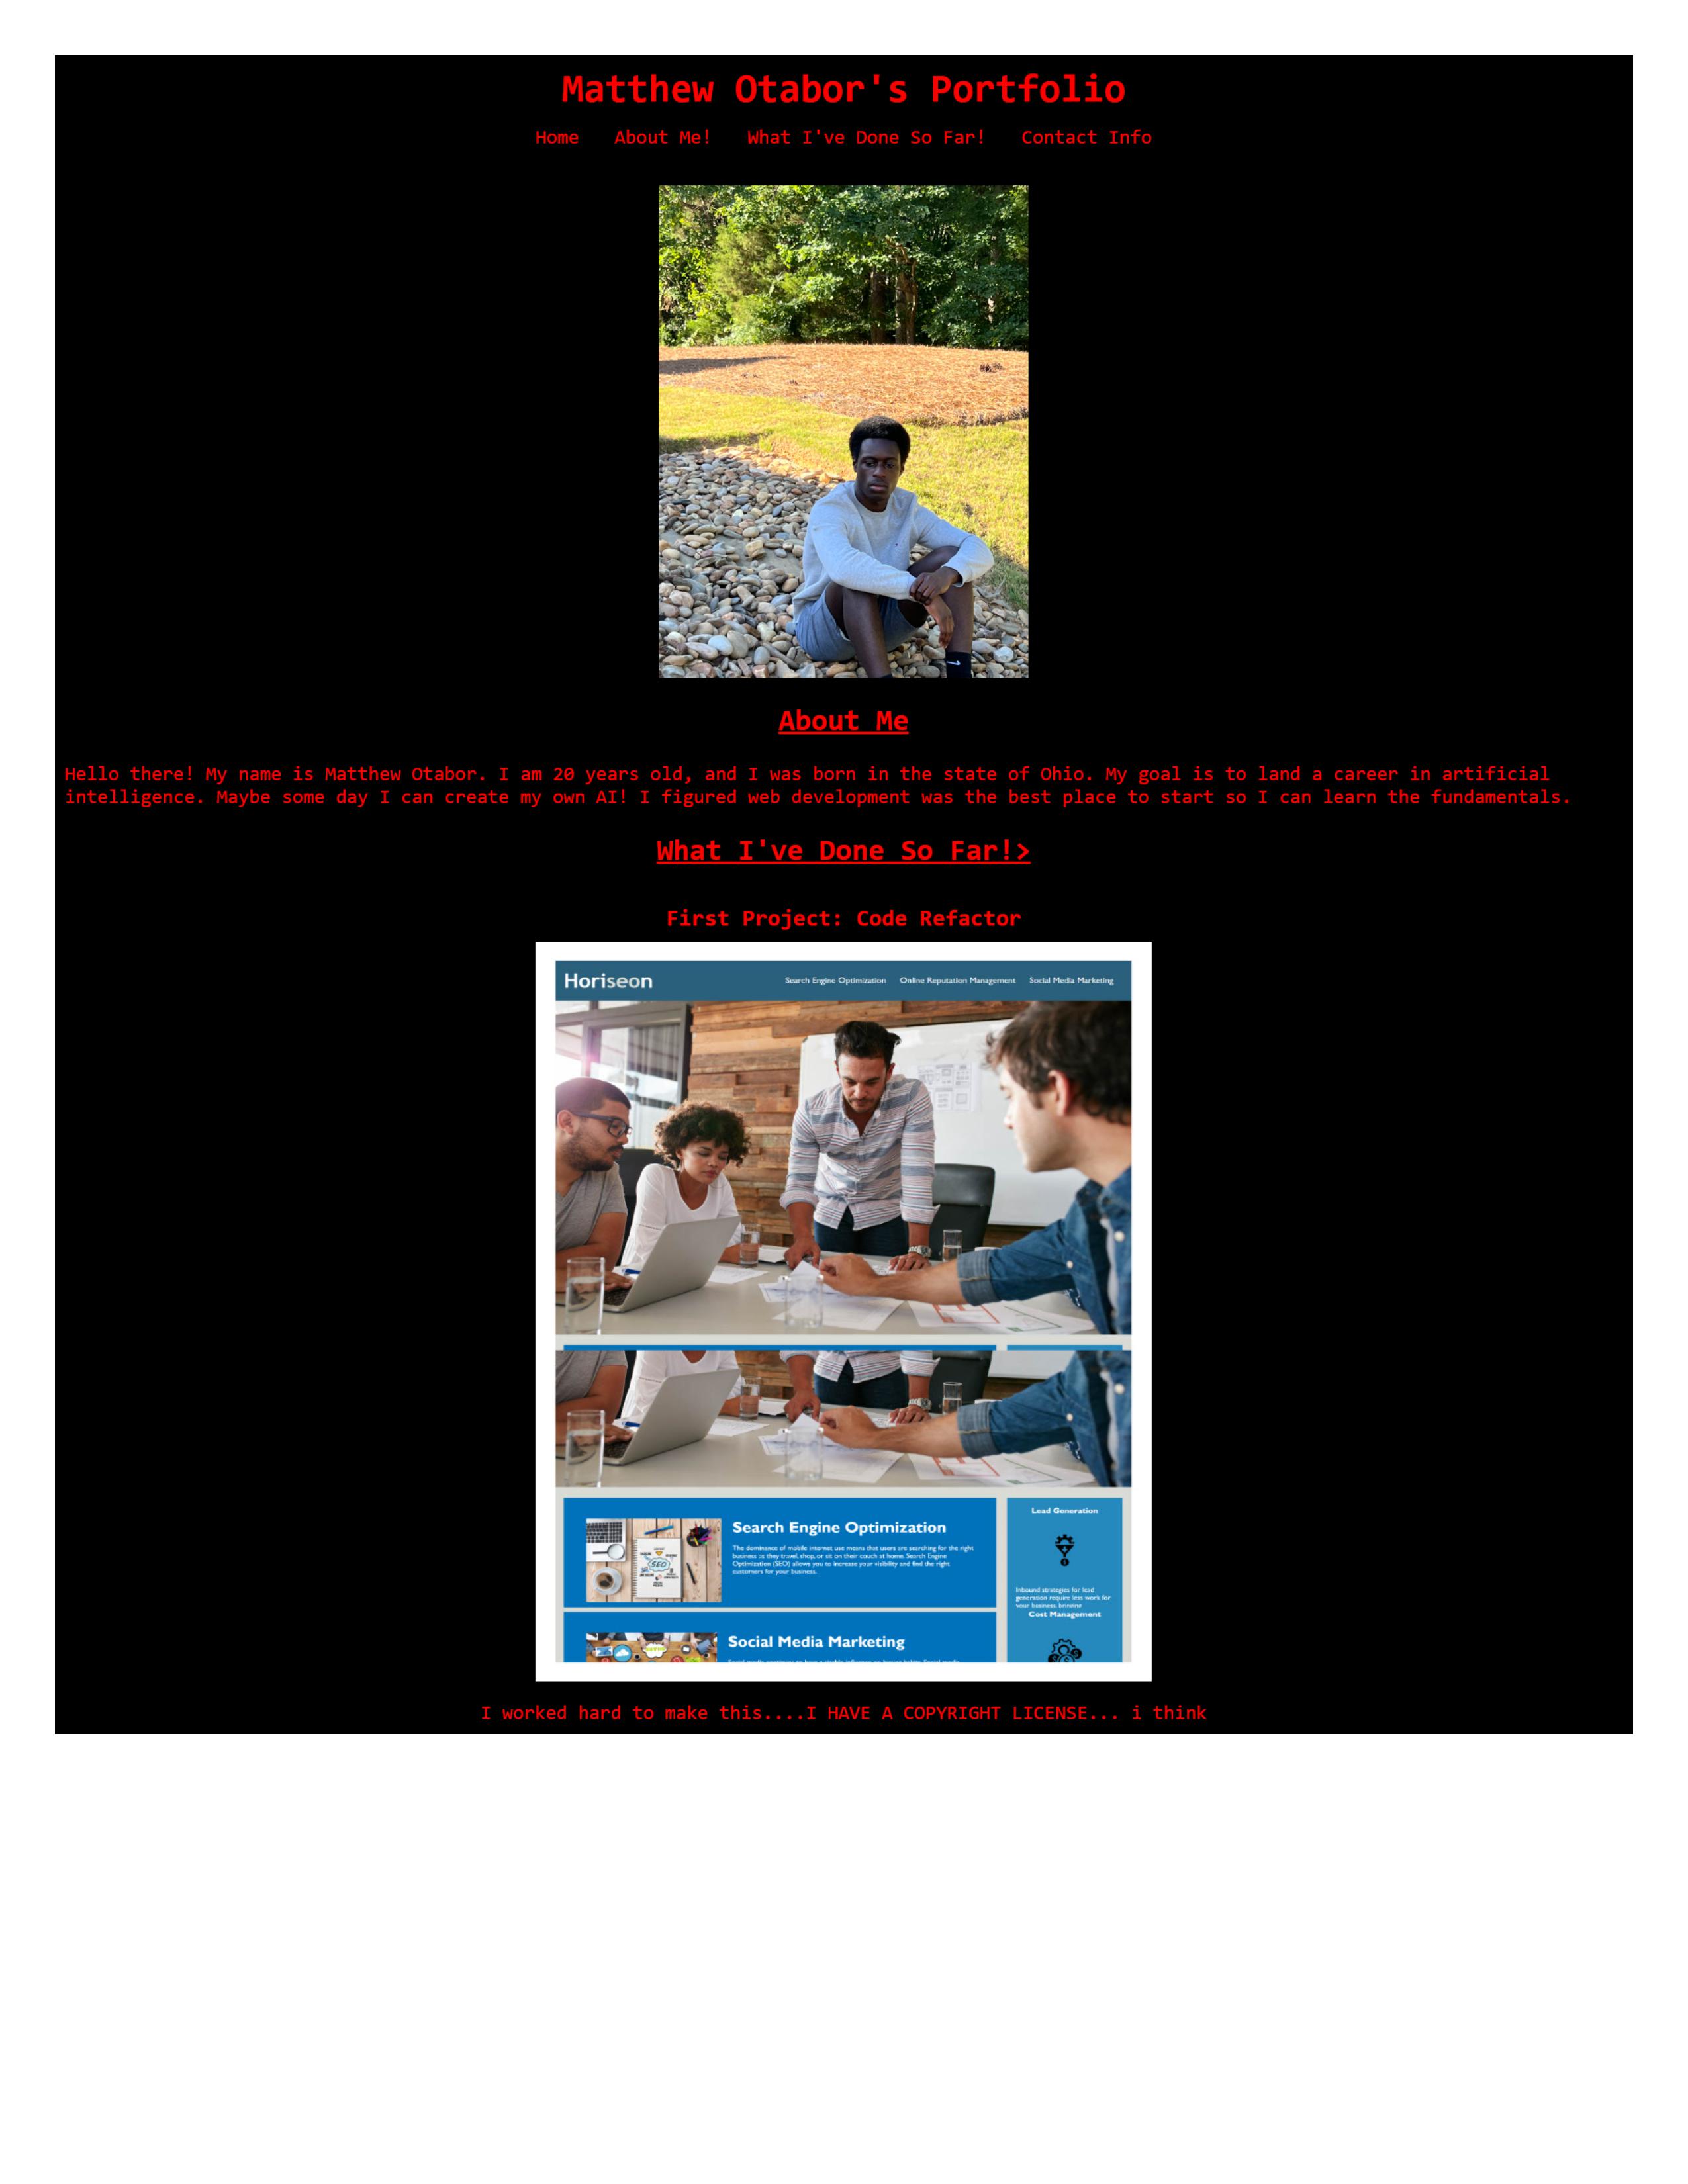 Matthew Otabor's Portfolio
Home About Me! What I've Done So Far! Contact Info
About Me
Hello there! My name is Matthew Otabor. I am 20 years old, and I was born in the state of Ohio. My goal is to land a career in artificial
intelligence. Maybe some day I can create my own AI! I figured web development was the best place to start so I can learn the fundamentals.
What I've Done So Far!>
First Project: Code Refactor
Horiseon
Search Engine Optimization Online Reputation Management Social Media Marketing
Search Engine Optimization
The dominance of mobile internet use means that users are searching for the right
business as they travel, shop, or sit on their couch at home. Search Engine
Optimization (SEO) allows you to increase your visibility and find the right
customers for your business.
SEO
Lead Generation
Inbound strategies for lead
generation require less work for
your business, bringing
Cost Management
Social Media Marketing
I worked hard to make this....I HAVE A COPYRIGHT LICENSE... i think